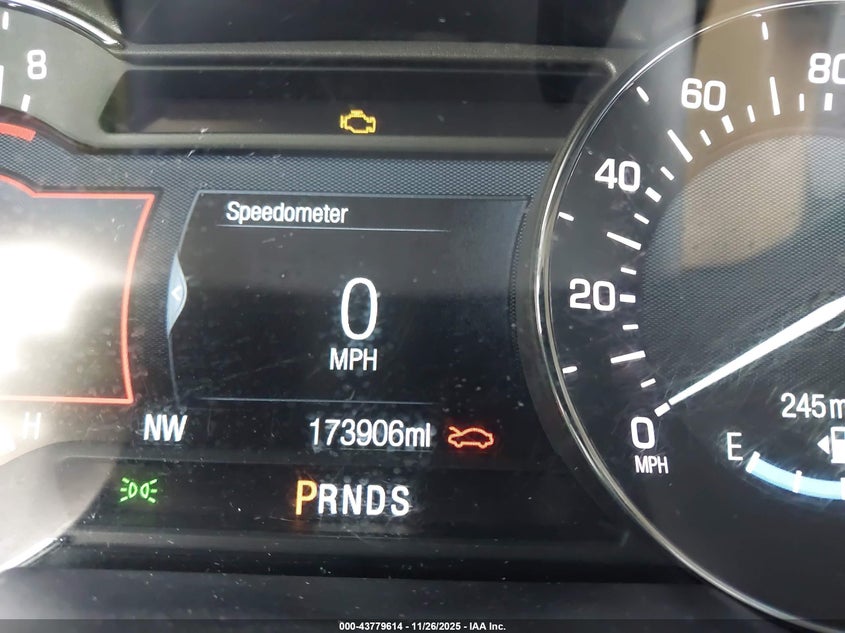 8
Speedometer
0
MPH
H
NW
173906ml
PRNDS
80
60
40
20
0
MPH
245m
E
000-43779614 - 11/26/2025 - IAA Inc.